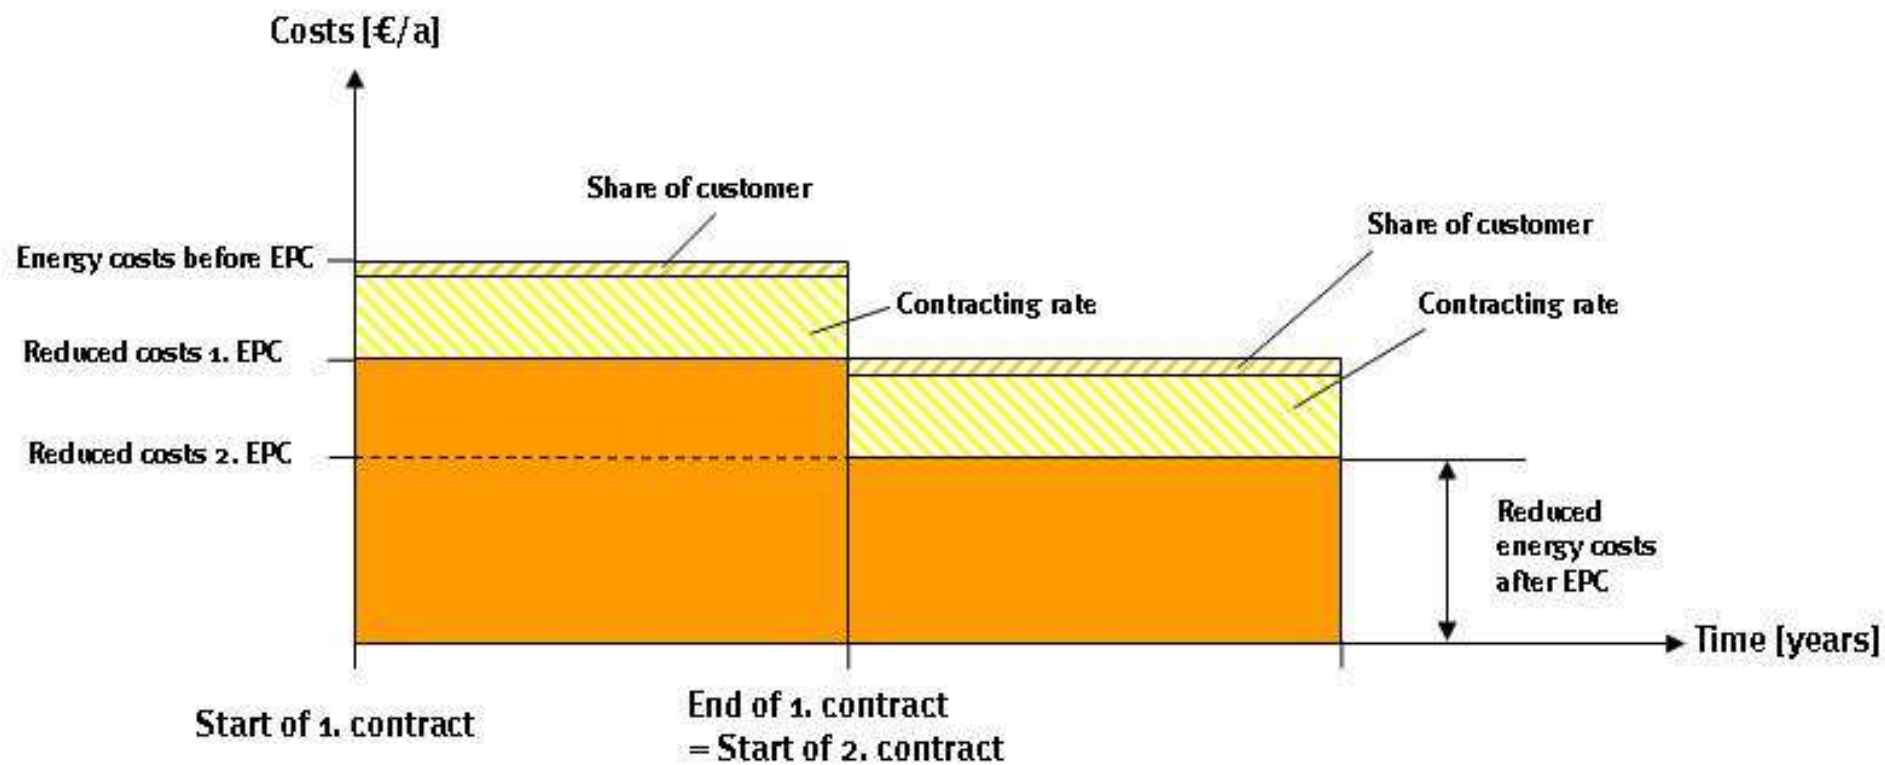 Costs [€/a]
Share of customer
Share of customer
Energy costs before EPC
Contracting rate
Contracting rate
Reduced costs 1. EPC
Reduced costs 2. EPC
Reduced
energy costs
after EPC
Time [years]
Start of 1. contract
End of 1. contract
= Start of 2. contract